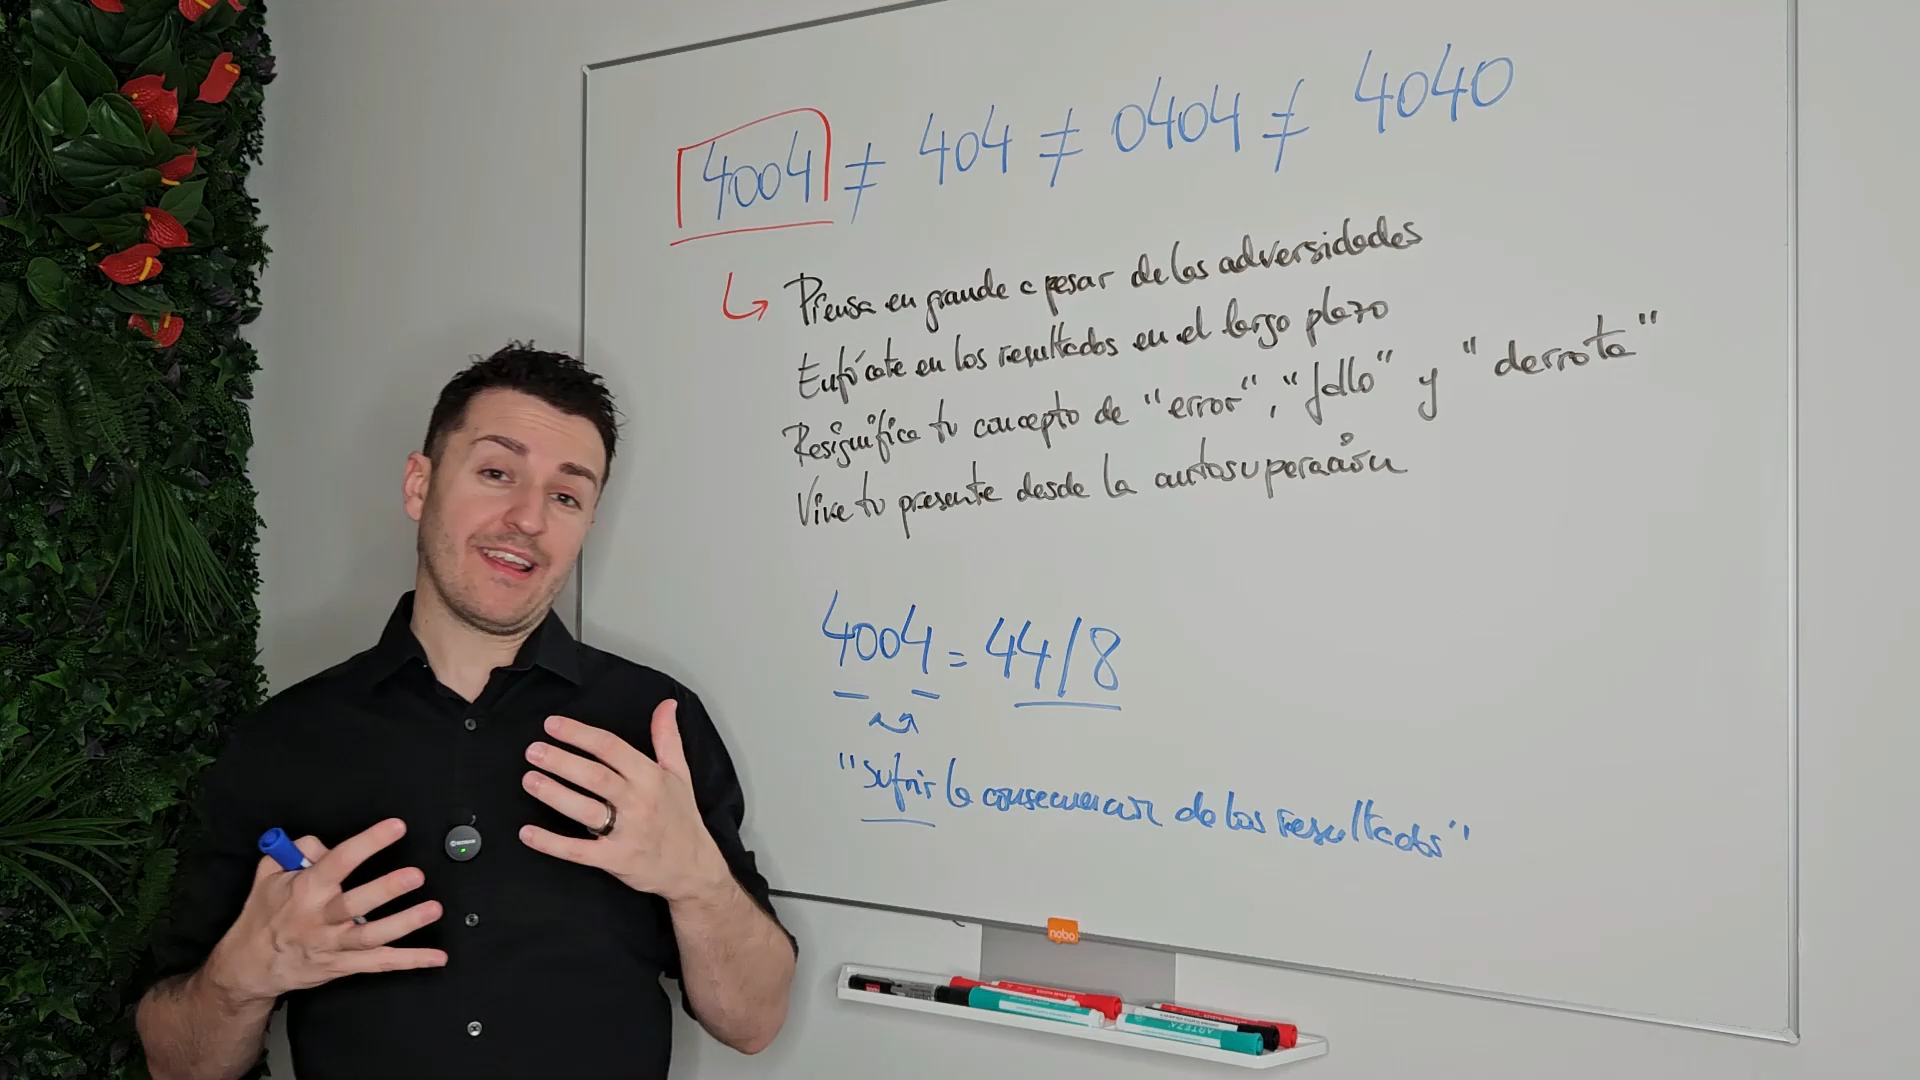 4004 ≠ 404 ≠ 0404 ≠ 4040
Piensa en grande a pesar de las adversidades
Enfócate en los resultados en el largo plazo
Resignifica tu concepto de "error", "fallo" y "derrota"
Vive tu presente desde la autosuperación
4004 = 44/8
"Sufrir la de los resultados"
nobo
ARTEZA